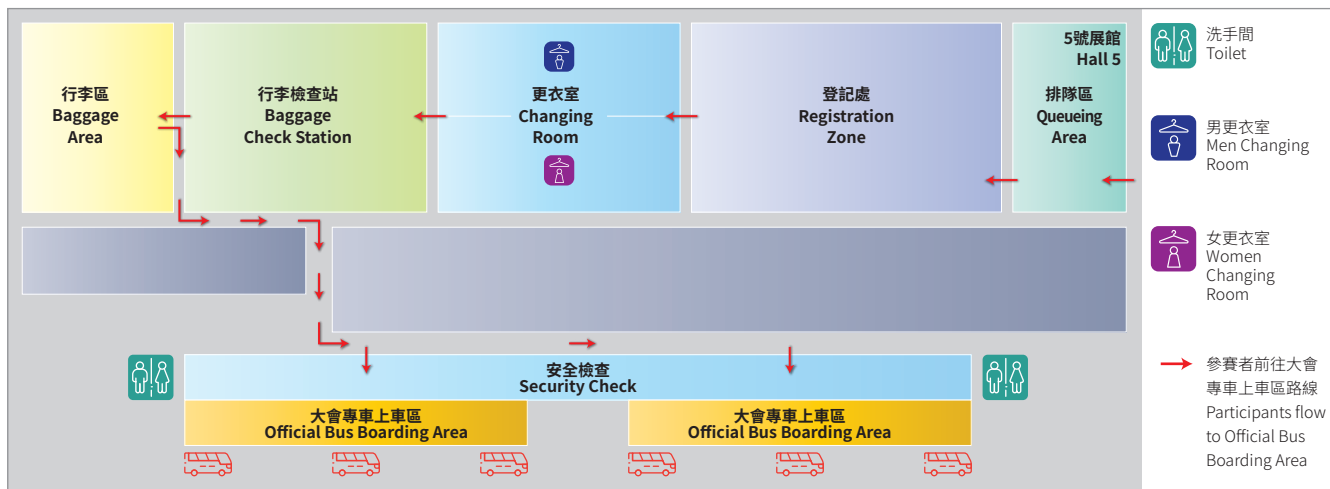 行李區
Baggage
Area
行李檢查站
Baggage
Check Station
更衣室
Changing
Room
登記處
Registration
Zone
5號展館
Hall 5
排隊區
Queueing
Area
安全檢查
Security Check
大會專車上車區
Official Bus Boarding Area
大會專車上車區
Official Bus Boarding Area
洗手間
Toilet
男更衣室
Men Changing
Room
女更衣室
Women
Changing
Room
參賽者前往大會
專車上車區路線
Participants flow
to Official Bus
Boarding Area